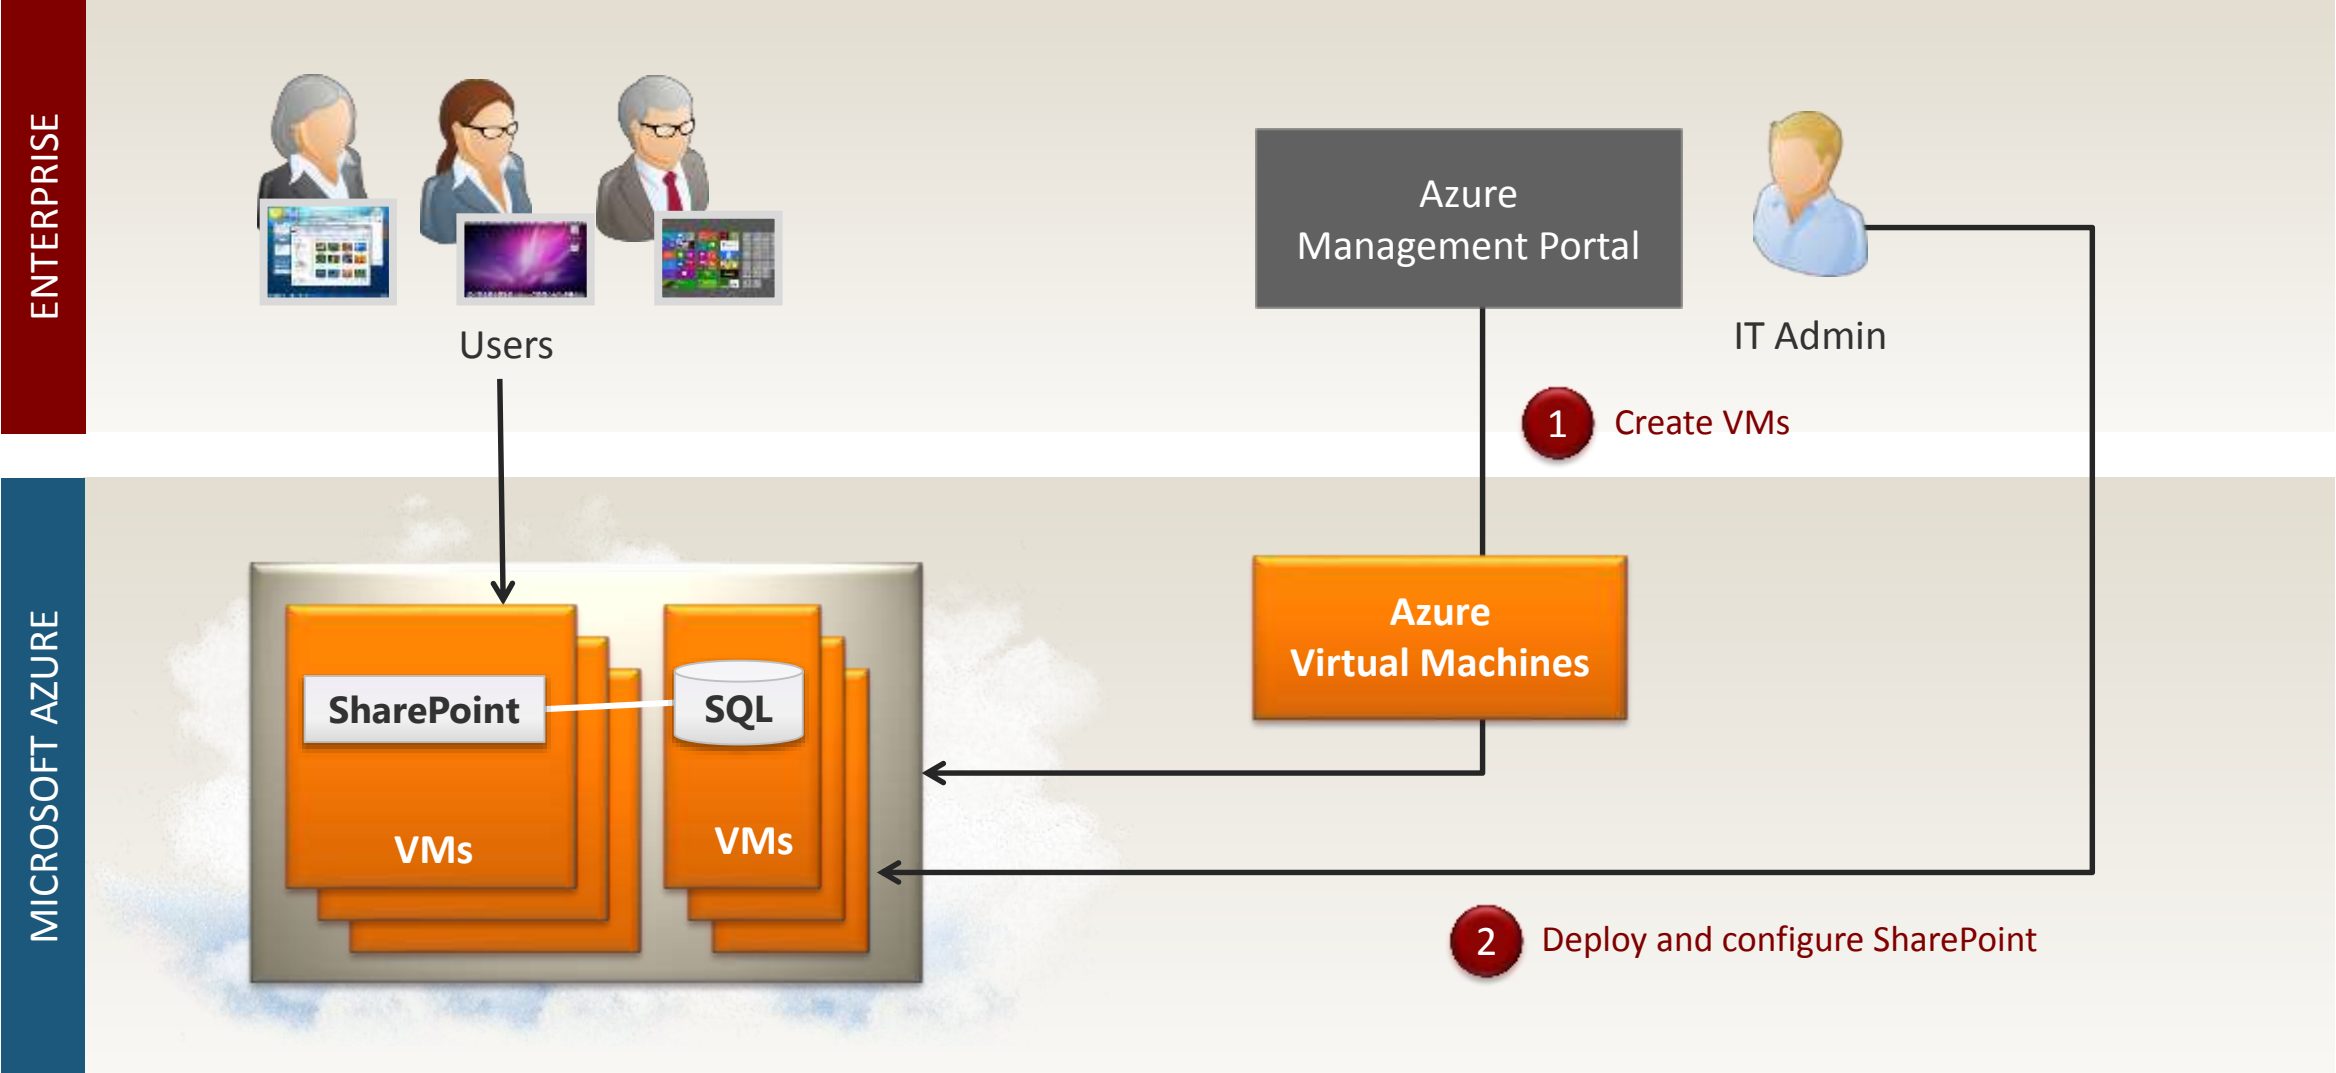 ENTERPRISE
Users
Azure
Management Portal
IT Admin
1
Create VMs
MICROSOFT AZURE
SharePoint
SQL
VMs
VMs
Azure
Virtual Machines
2
Deploy and configure SharePoint